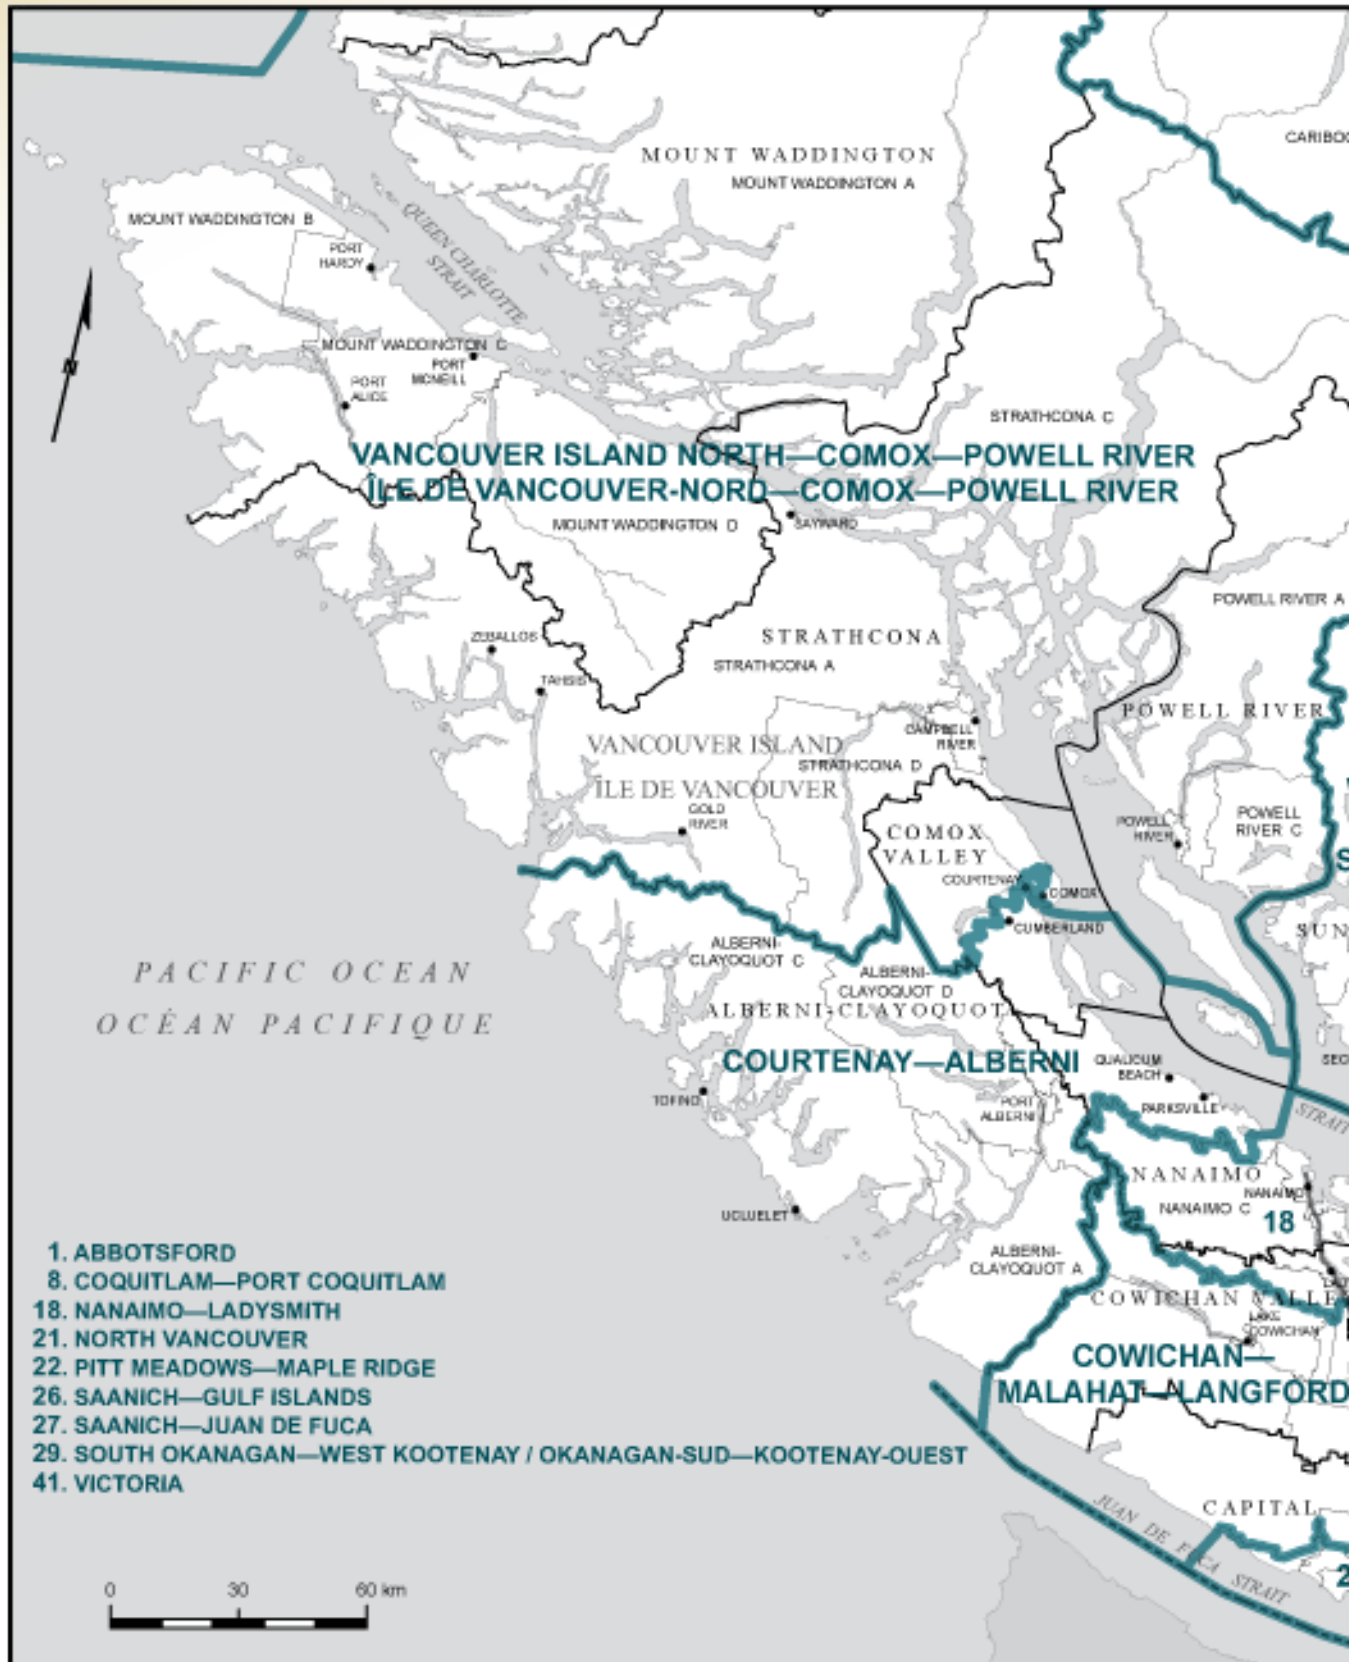 CARIBOO
MOUNT WADDINGTON
MOUNT WADDINGTON A
MOUNT WADDINGTON B
PORT
HARDY
QUEEN CHARLOTTE
STRAIT
N
MOUNT WADDINGTON C
PORT
MCNEILL
PORT
ALICE
STRATHCONA C
VANCOUVER ISLAND NORTH—COMOX—POWELL RIVER
ÎLE DE VANCOUVER-NORD—COMOX—POWELL RIVER
MOUNT WADDINGTON D
SAYWARD
POWELL RIVER A
STRATHCONA
STRATHCONA A
ZEBALLOS
TAHSIS
POWELL RIVER
CAMPBELL
RIVER
VANCOUVER ISLAND
STRATHCONA D
ÎLE DE VANCOUVER
GOLD
RIVER
POWELL
RIVER
POWELL
RIVER C
COMOX
VALLEY
S
COURTENAY
COMOX
CUMBERLAND
SUN
ALBERNI-
CLAYOQUOT C
ALBERNI-
CLAYOQUOT D
PACIFIC OCEAN
OCÉAN PACIFIQUE
ALBERNI-CLAYOQUOT
COURTENAY—ALBERNI
QUALICUM
BEACH
SEC
TOFINO
PORT
ALBERNI
PARKSVILLE
STRAIT
NANAIMO
NANAIMO
NANAIMO C
18
UCLUELET
ALBERNI-
CLAYOQUOT A
COWICHAN VALLE
LAKE
COWICHAN
COWICHAN—
MALAHAT—LANGFORD
1. ABBOTSFORD
8. COQUITLAM—PORT COQUITLAM
18. NANAIMO—LADYSMITH
21. NORTH VANCOUVER
22. PITT MEADOWS—MAPLE RIDGE
26. SAANICH—GULF ISLANDS
27. SAANICH—JUAN DE FUCA
29. SOUTH OKANAGAN—WEST KOOTENAY / OKANAGAN-SUD—KOOTENAY-OUEST
41. VICTORIA
CAPITAL
JUAN DE FUCA STRAIT
2
0 30 60 km